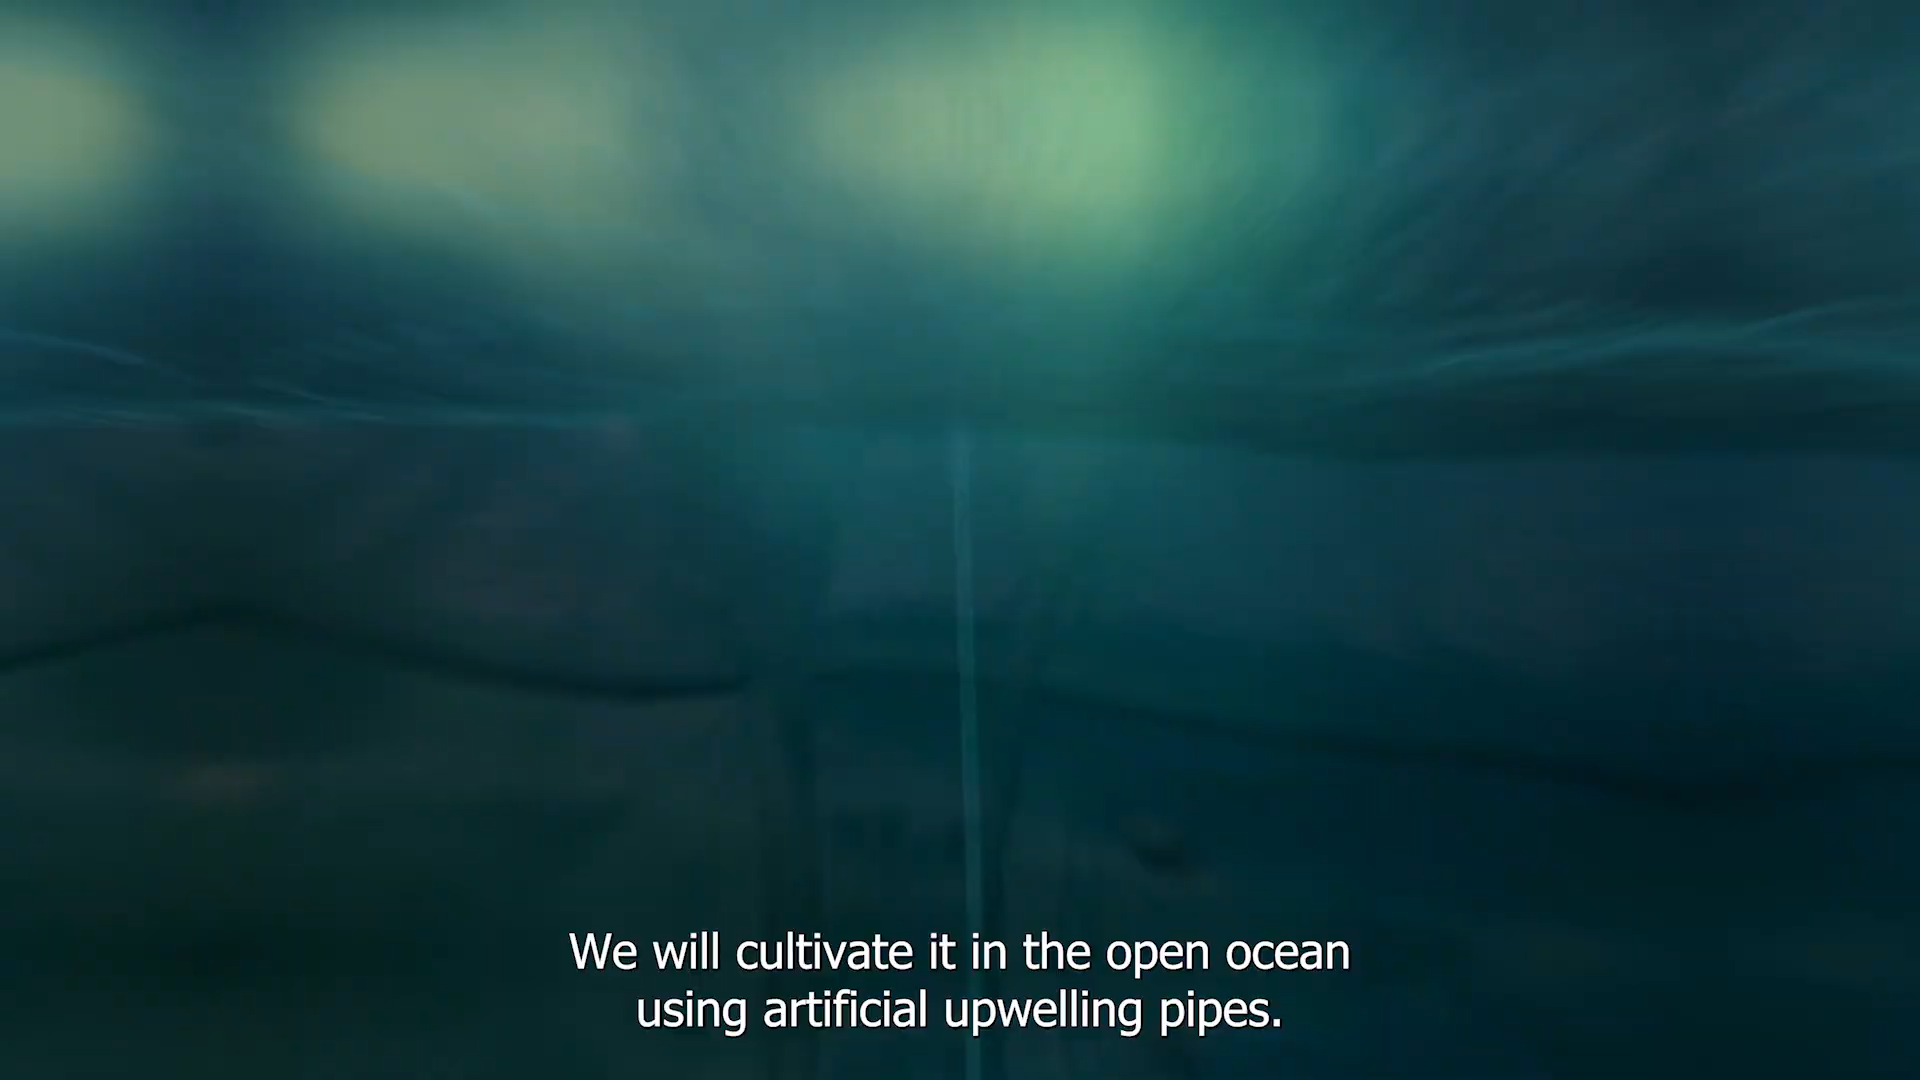 We will cultivate it in the open ocean
using artificial upwelling pipes.